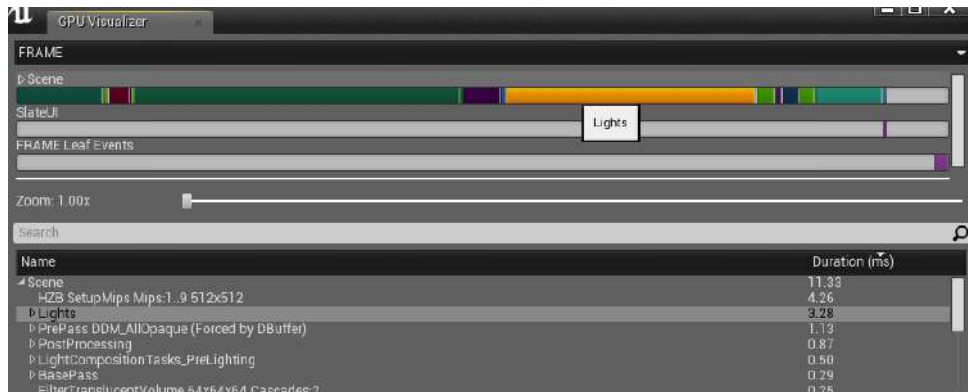 GPU Visualizer
FRAME
Scene
SlateUI
Lights
FRAME Leaf Events
Zoom: 1.00%
Search
Name Duration (ms)
Scene 11.33
HZB SetupMips Mips:1..9 512x512 4.26
Lights 3.28
PrePass DDM_AllOpaque (Forced by DBuffer) 1.13
PostProcessing 0.87
LightCompositionTasks_PreLighting 0.50
BasePass 0.29
FilterTranslucentVolume 64x64x64 Cascades:2 0.25